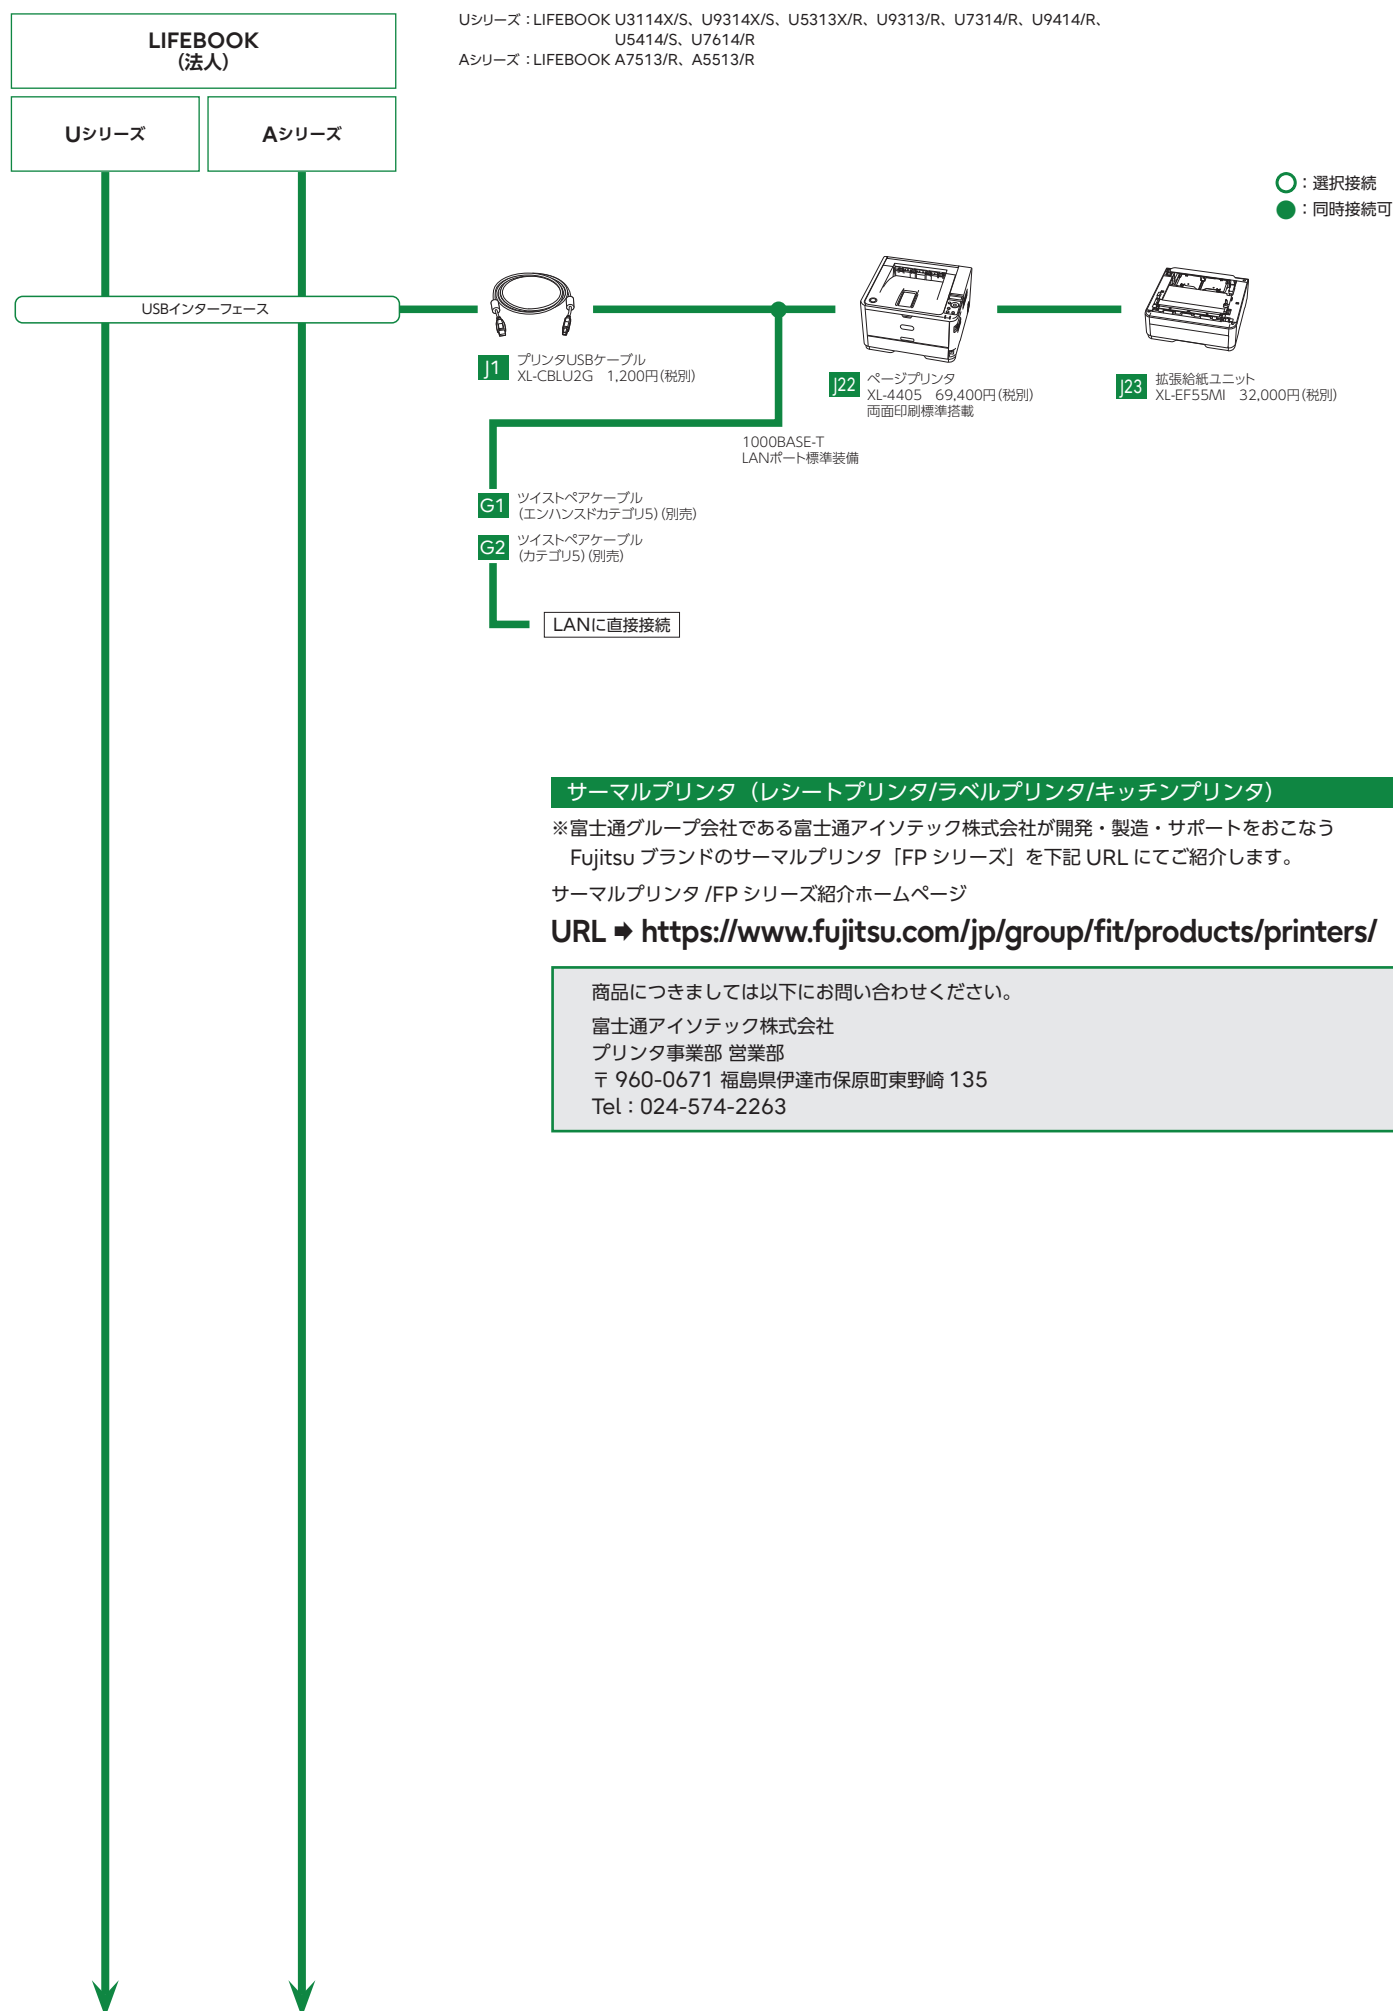 LIFEBOOK
（法人）
Uシリーズ
Aシリーズ
Uシリーズ：LIFEBOOK U3114X/S、U9314X/S、U5313X/R、U9313/R、U7314/R、U9414/R、
U5414/S、U7614/R
Aシリーズ：LIFEBOOK A7513/R、A5513/R
○：選択接続
●：同時接続可
USBインターフェース
J1 プリンタUSBケーブル
XL-CBLU2G 1,200円（税別）
J22 ページプリンタ
XL-4405 69,400円（税別）
両面印刷標準搭載
J23 拡張給紙ユニット
XL-EF55MI 32,000円（税別）
1000BASE-T
LANポート標準装備
G1 ツイストペアケーブル
（エンハンスドカテゴリ5）（別売）
G2 ツイストペアケーブル
（カテゴリ5）（別売）
LANに直接接続
サーマルプリンタ（レシートプリンタ/ラベルプリンタ/キッチンプリンタ）
※富士通グループ会社である富士通アイソテック株式会社が開発・製造・サポートをおこなう
Fujitsu ブランドのサーマルプリンタ「FP シリーズ」を下記 URL にてご紹介します。
サーマルプリンタ /FP シリーズ紹介ホームページ
URL ➡ https://www.fujitsu.com/jp/group/fit/products/printers/
商品につきましては以下にお問い合わせください。
富士通アイソテック株式会社
プリンタ事業部 営業部
〒 960-0671 福島県伊達市保原町東野崎 135
Tel：024-574-2263